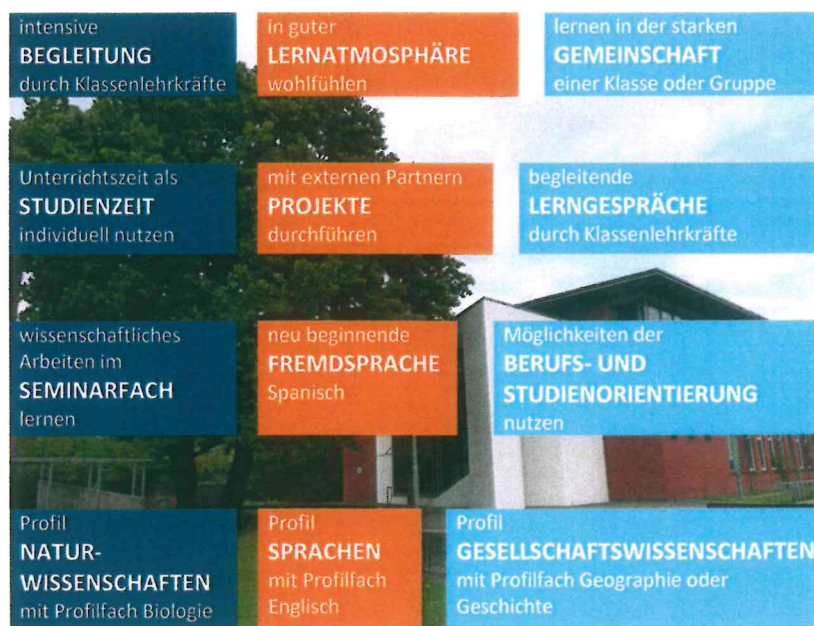 intensive
BEGLEITUNG
durch Klassenlehrkräfte
in guter
LERNATMOSPHÄRE
wohlfühlen
lernen in der starken
GEMEINSCHAFT
einer Klasse oder Gruppe
Unterrichtszeit als
STUDIENZEIT
individuell nutzen
mit externen Partnern
PROJEKTE
durchführen
begleitende
LERNGESPRÄCHE
durch Klassenlehrkräfte
wissenschaftliches
Arbeiten im
SEMINARFACH
lernen
neu beginnende
FREMDSPRACHE
Spanisch
Möglichkeiten der
BERUFS- UND
STUDIENORIENTIERUNG
nutzen
Profil
NATUR-
WISSENSCHAFTEN
mit Profilfach Biologie
Profil
SPRACHEN
mit Profilfach
Englisch
Profil
GESELLSCHAFTSWISSENSCHAFTEN
mit Profilfach Geographie oder
Geschichte